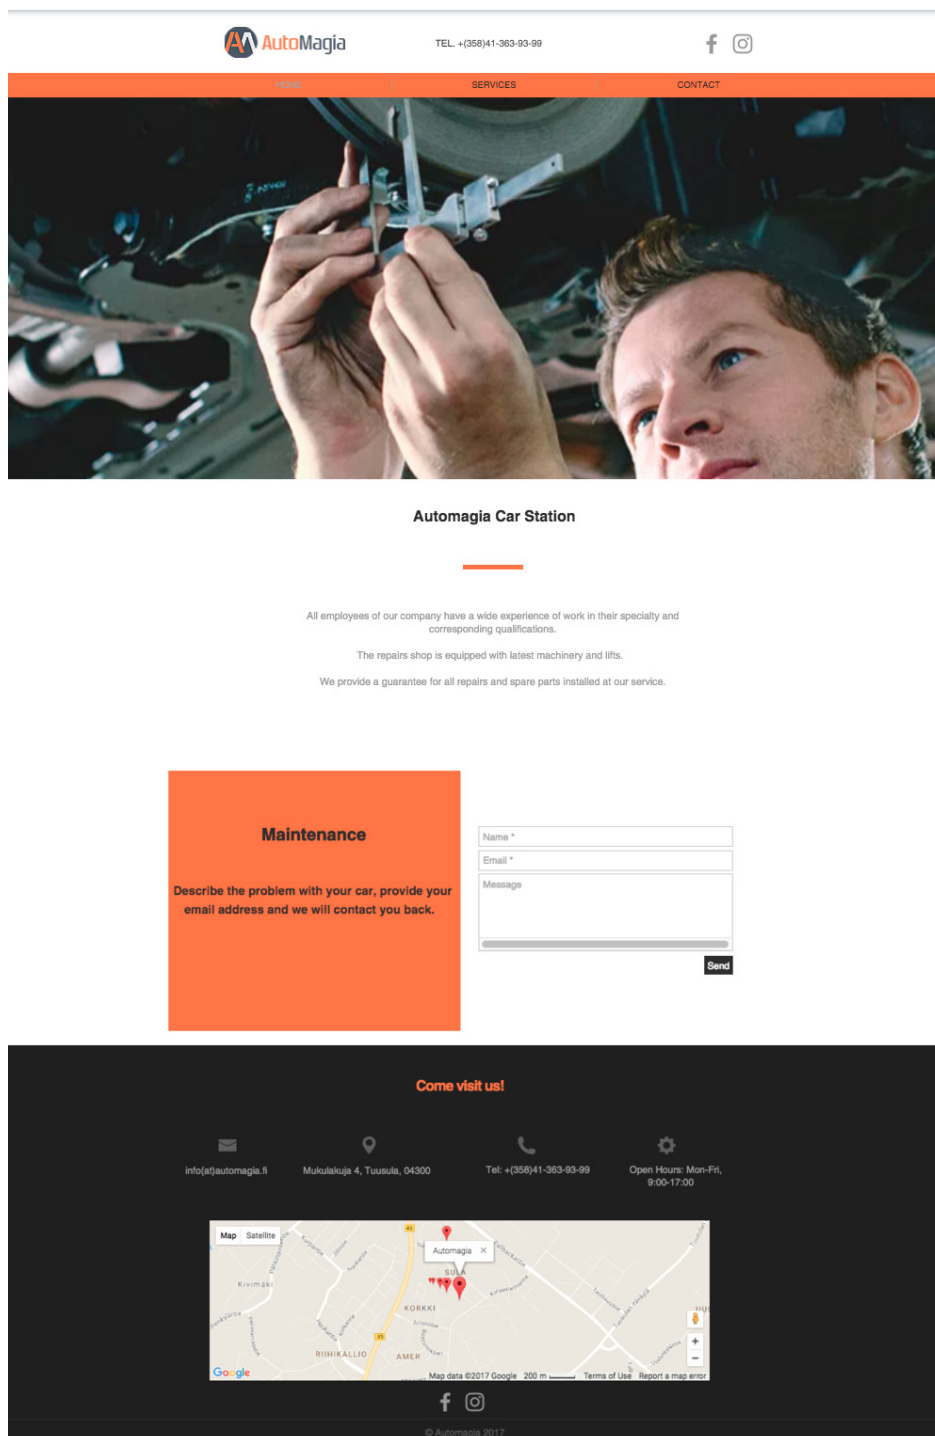 AutoMagia
TEL. +(358)41-363-93-99
HOME
SERVICES
CONTACT
Automagia Car Station
All employees of our company have a wide experience of work in their specialty and
corresponding qualifications.
The repairs shop is equipped with latest machinery and lifts.
We provide a guarantee for all repairs and spare parts installed at our service.
Maintenance
Describe the problem with your car, provide your
email address and we will contact you back.
Name *
Email *
Message
Send
Come visit us!
info(at)automagia.fi
Mukulakuja 4, Tuusula, 04300
Tel: +(358)41-363-93-99
Open Hours: Mon-Fri,
9:00-17:00
Map
Satellite
45
Automagia
SULA
Kivimäki
KORKKI
45
RIIHIKALLIO
AMER
Google
Map data ©2017 Google
200 m
Terms of Use
Report a map error
© Automagia 2017